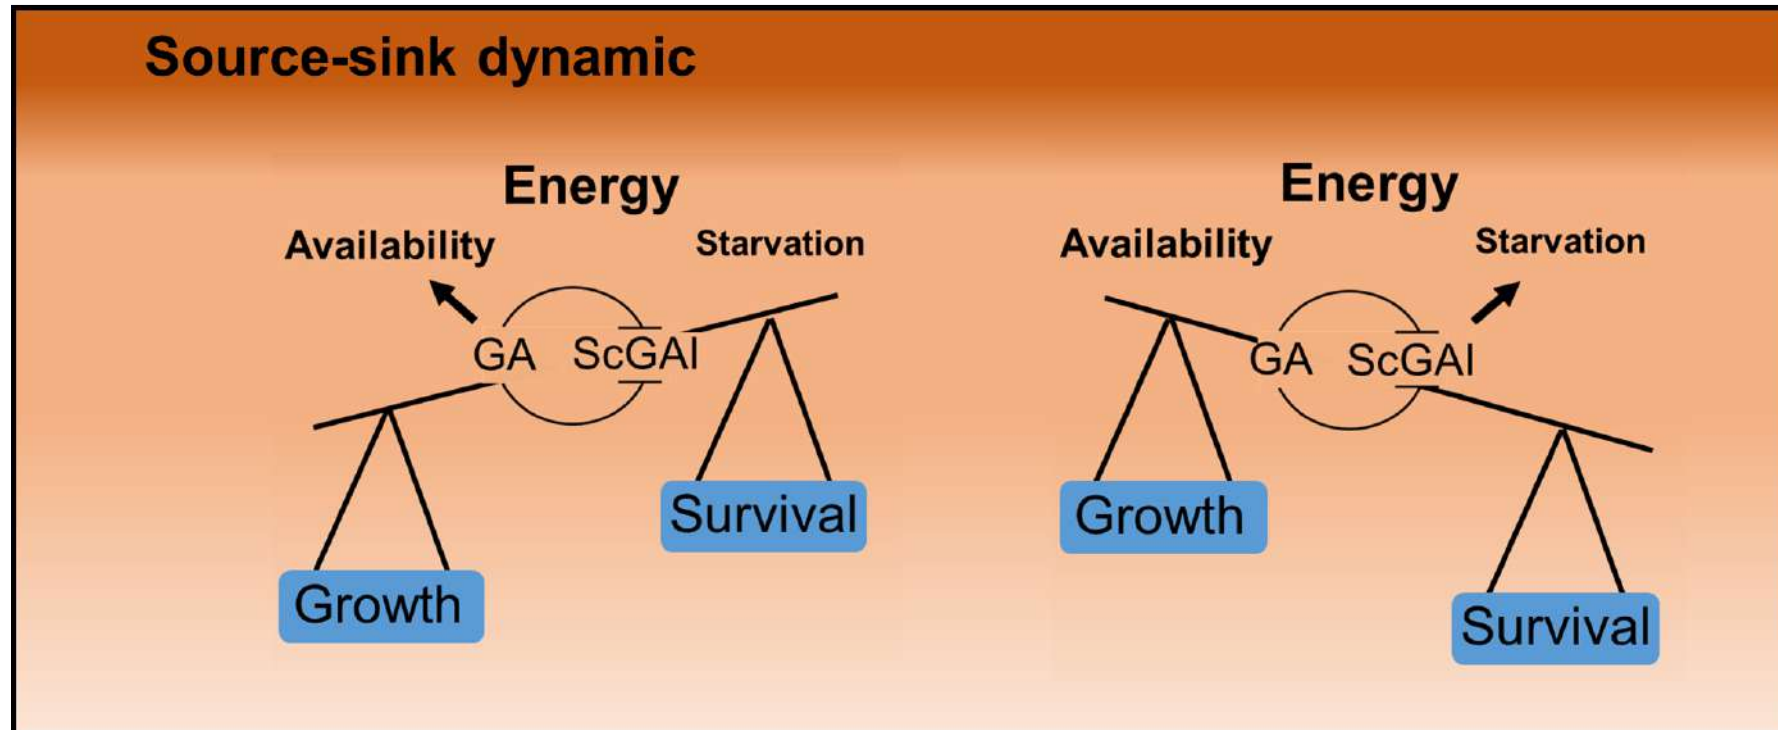 Source-sink dynamic
Energy
Availability Starvation
GA ScGAI
Survival
Growth
Energy
Availability Starvation
GA ScGAI
Growth
Survival